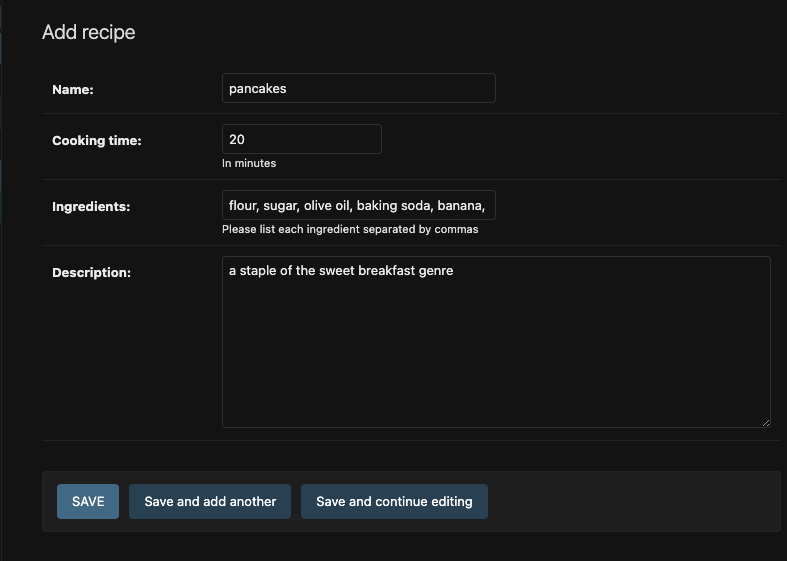 Add recipe
Name: pancakes
Cooking time: 20
In minutes
Ingredients: flour, sugar, olive oil, baking soda, banana,
Please list each ingredient separated by commas
Description: a staple of the sweet breakfast genre
SAVE Save and add another Save and continue editing